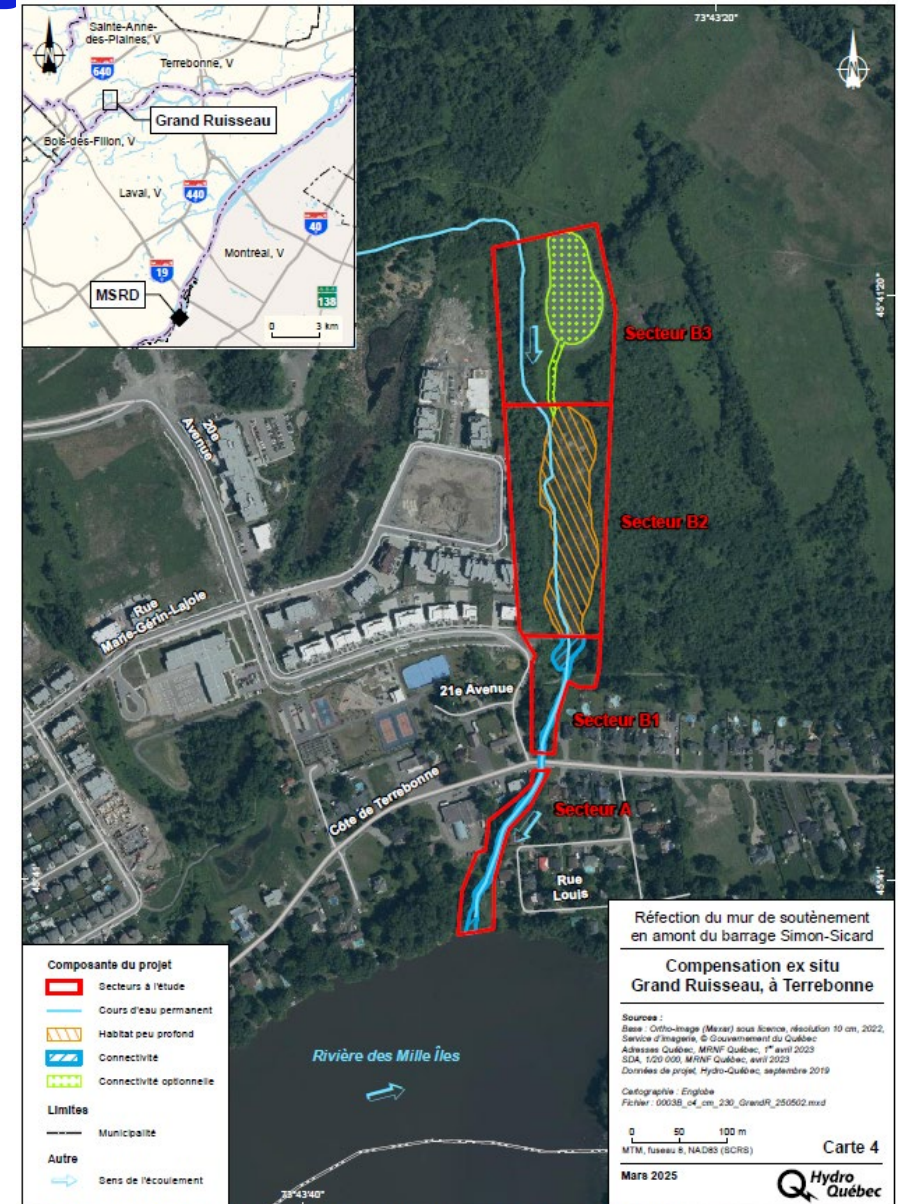 Sainte-Anne-
des-Plaines, V
640
Terrebonne, V
Grand Ruisseau
Bois-des-Filion, V
Laval, V
440
40
Montréal, V
19
MSRD
138
0 3 km
N
73°43'20"
N
45°41'20"
Secteur B3
Secteur B2
20e
Avenue
Rue
Marie-Gérin-Lajoie
21e Avenue
Secteur B1
Côte de Terrebonne
Secteur A
Rue
Louis
45°41'
45°41'
Rivière des Mille Îles
73°43'40"
Composante du projet
Secteurs à l'étude
Cours d'eau permanent
Habitat peu profond
Connectivité
Connectivité optionnelle
Limites
Municipalité
Autre
Sens de l'écoulement
Réfection du mur de soutènement
en amont du barrage Simon-Sicard
Compensation ex situ
Grand Ruisseau, à Terrebonne
Sources :
Base : Ortho-image (Maxar) sous licence, résolution 10 cm, 2022,
Service d'imagerie, © Gouvernement du Québec
Adresses Québec, MRNF Québec, 1er avril 2023
SDA, 1/20 000, MRNF Québec, avril 2023
Données de projet, Hydro-Québec, septembre 2019
Cartographie : Englobe
Fichier : 0003B_c4_cm_230_GrandR_250502.mxd
0 50 100 m
MTM, fuseau 8, NAD83 (SCRS)
Carte 4
Mars 2025
Hydro
Québec